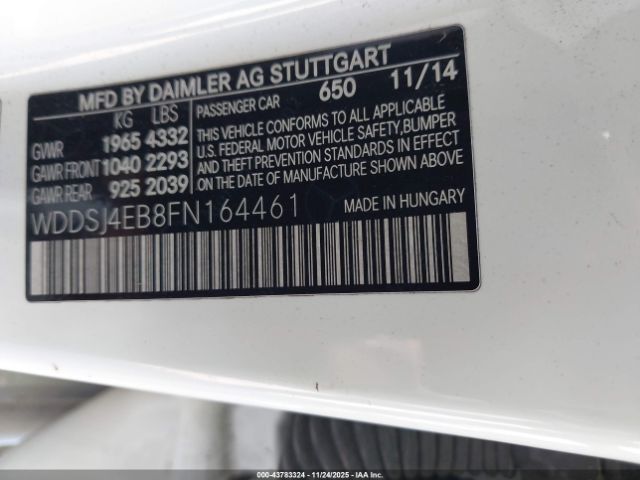 MFD BY DAIMLER AG STUTTGART
KG LBS
GVWR 1965 4332
GAWR FRONT 1040 2293
GAWR REAR 925 2039
PASSENGER CAR 650 11/14
THIS VEHICLE CONFORMS TO ALL APPLICABLE
U.S. FEDERAL MOTOR VEHICLE SAFETY, BUMPER
AND THEFT PREVENTION STANDARDS IN EFFECT
ON THE DATE OF MANUFACTURE SHOWN ABOVE
WDDSJ4EB8FN164461 MADE IN HUNGARY
000-43783324 - 11/24/2025 - IAA Inc.